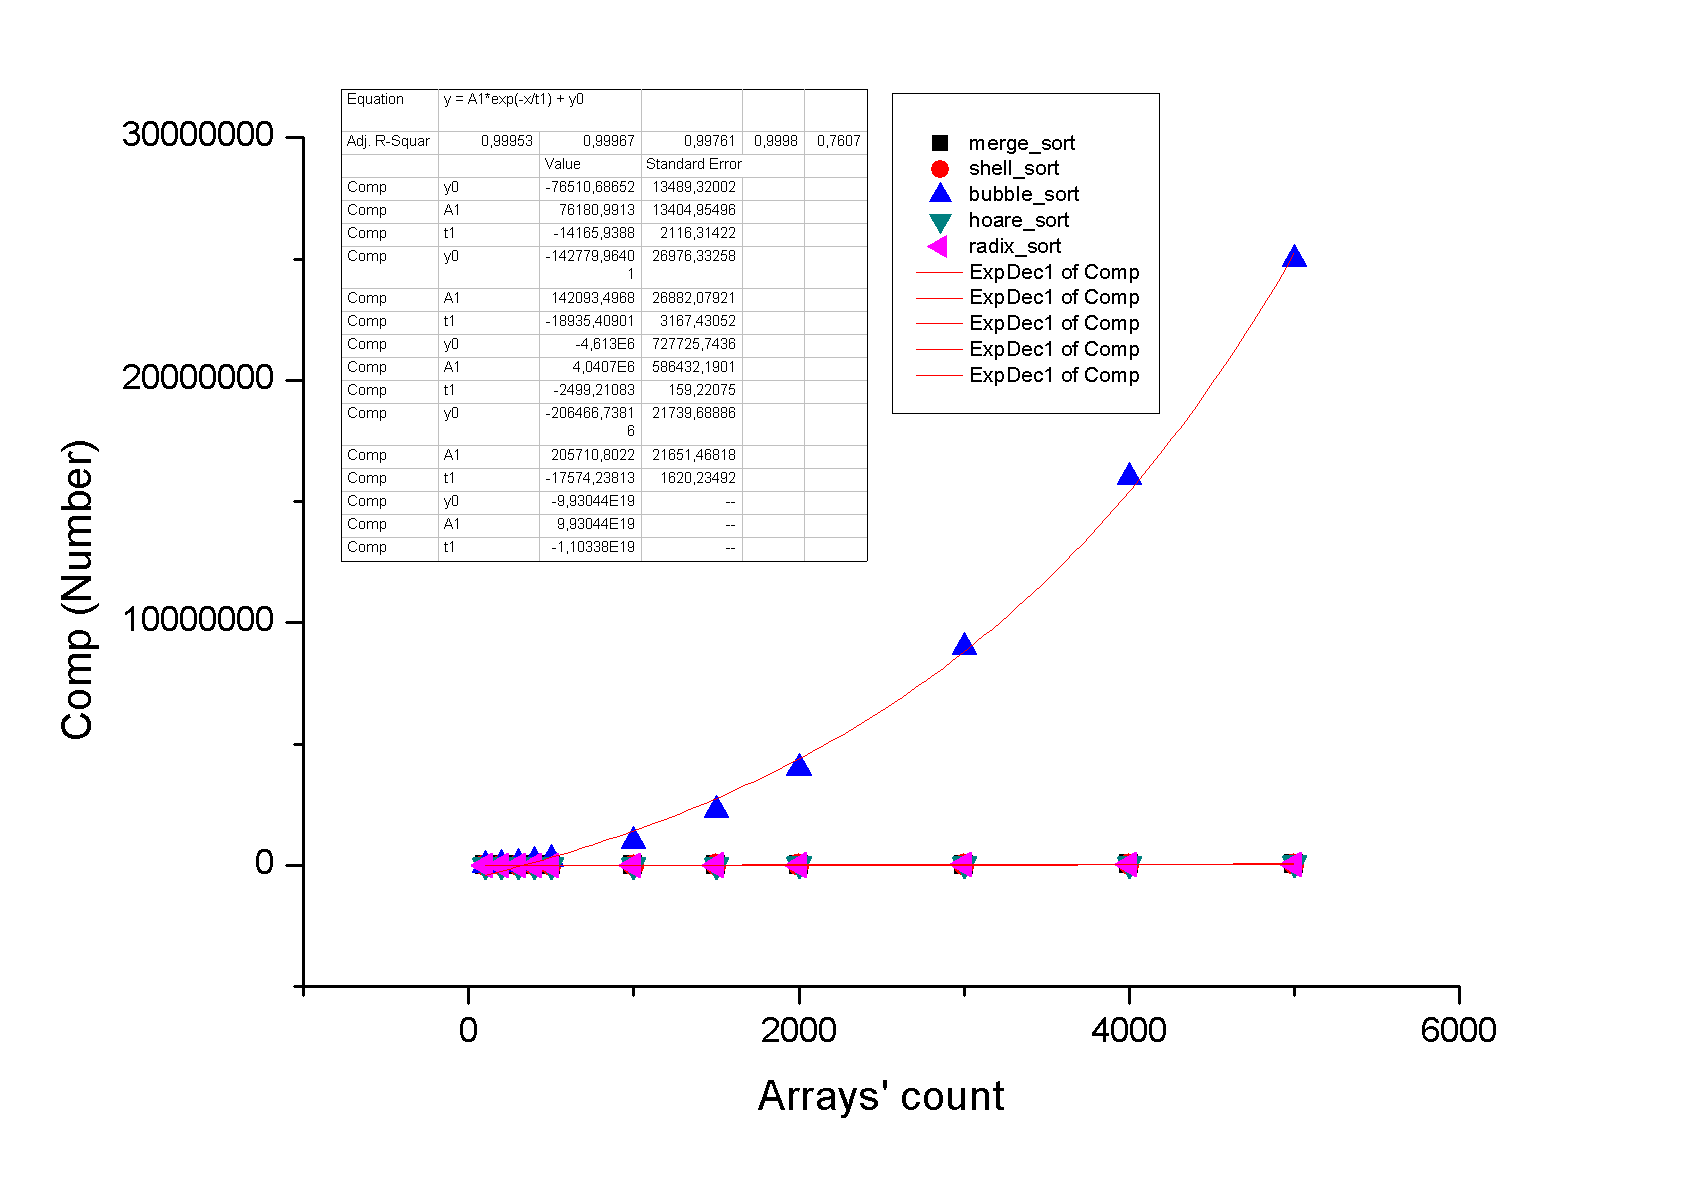 Equation y = A1*exp(-x/t1) + y0
Adj. R-Squar 0,99953 0,99967 0,99761 0,9998 0,7607
Value Standard Error
Comp y0 -76510,68652 13489,32002
Comp A1 76180,9913 13404,95496
Comp t1 -14165,9388 2116,31422
Comp y0 -142779,9640 26976,33258
1
Comp A1 142093,4968 26882,07921
Comp t1 -18935,40901 3167,43052
Comp y0 -4,613E6 727725,7436
Comp A1 4,0407E6 586432,1901
Comp t1 -2499,21083 159,22075
Comp y0 -206466,7381 21739,68886
6
Comp A1 205710,8022 21651,46818
Comp t1 -17574,23813 1620,23492
Comp y0 -9,93044E19 --
Comp A1 9,93044E19 --
Comp t1 -1,10338E19 --
merge_sort
shell_sort
bubble_sort
hoare_sort
radix_sort
ExpDec1 of Comp
ExpDec1 of Comp
ExpDec1 of Comp
ExpDec1 of Comp
ExpDec1 of Comp
30000000
20000000
10000000
0
Comp (Number)
0 2000 4000 6000
Arrays' count